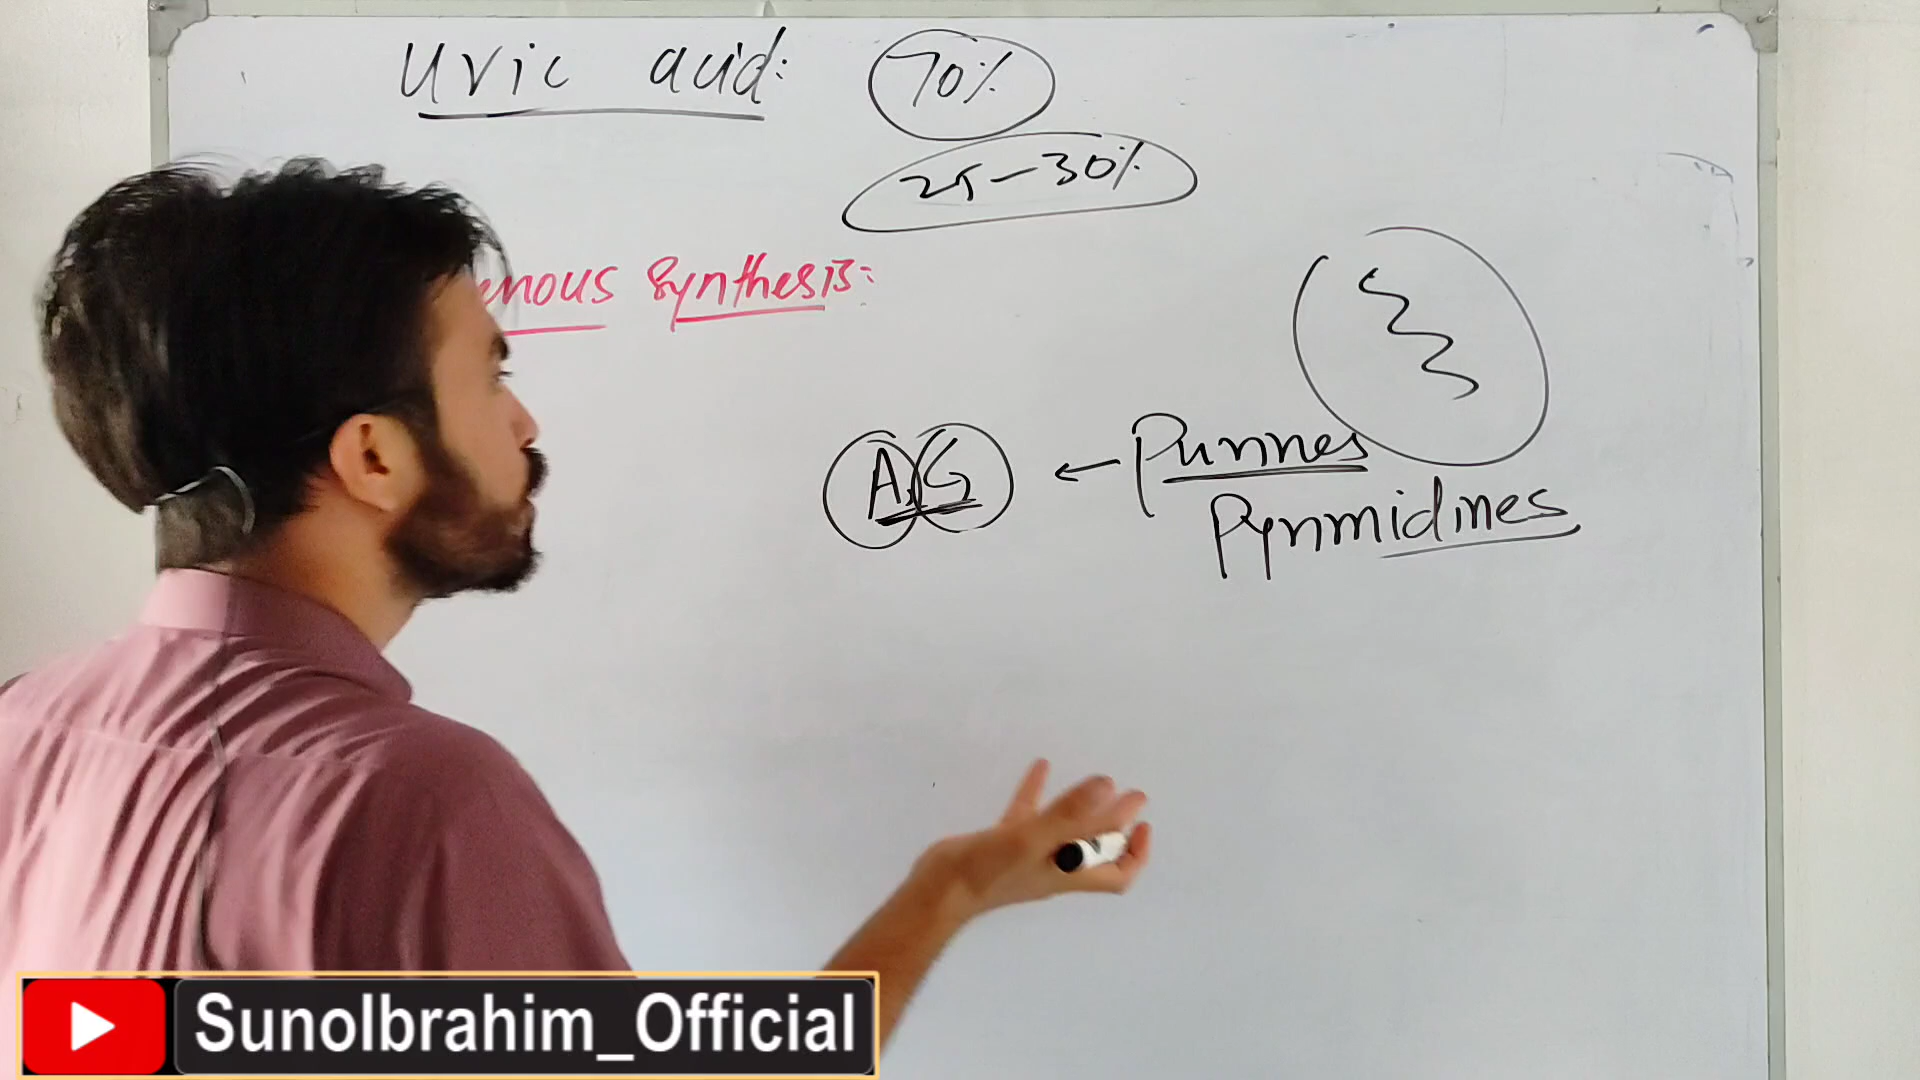 Uric acid: 70%
25-30%
enous Synthesis:
A, G ← Purines
Pyrimidines
SunoIbrahim_Official